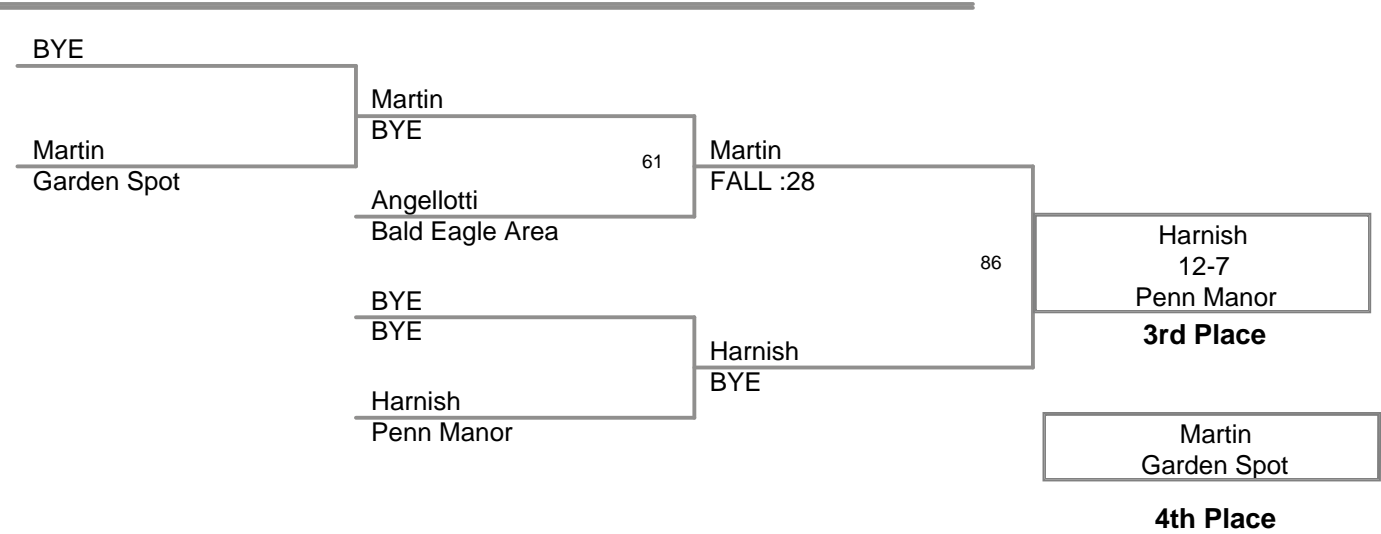 BYE
Martin
Garden Spot
Martin
BYE
61
Angellotti
Bald Eagle Area
BYE
BYE
Harnish
Penn Manor
Martin
FALL :28
86
Harnish
BYE
Harnish
12-7
Penn Manor
3rd Place
Martin
Garden Spot
4th Place